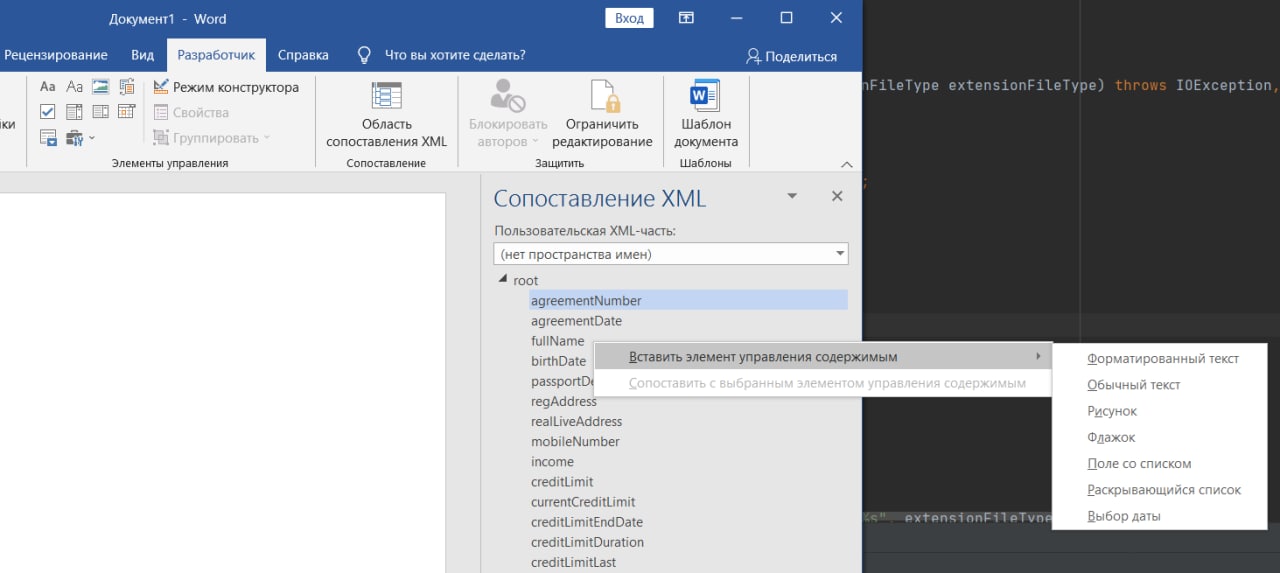 Документ1 - Word
Вход
Рецензирование Вид Разработчик Справка Что вы хотите сделать? Поделиться
Aa Aa
Режим конструктора
Свойства
Группировать
Элементы управления
Область
сопоставления XML
Сопоставление
Блокировать
авторов
Ограничить
редактирование
Защитить
Шаблон
документа
Шаблоны
FileType extensionFileType) throws IOException,
;
Сопоставление XML
Пользовательская XML-часть:
(нет пространства имен)
root
agreementNumber
agreementDate
fullName
birthDate
passportDe
regAddress
realLiveAddress
mobileNumber
income
creditLimit
currentCreditLimit
creditLimitEndDate
creditLimitDuration
creditLimitLast
Вставить элемент управления содержимым
Сопоставить с выбранным элементом управления содержимым
Форматированный текст
Обычный текст
Рисунок
Флажок
Поле со списком
Раскрывающийся список
Выбор даты
%s", extensionFileType